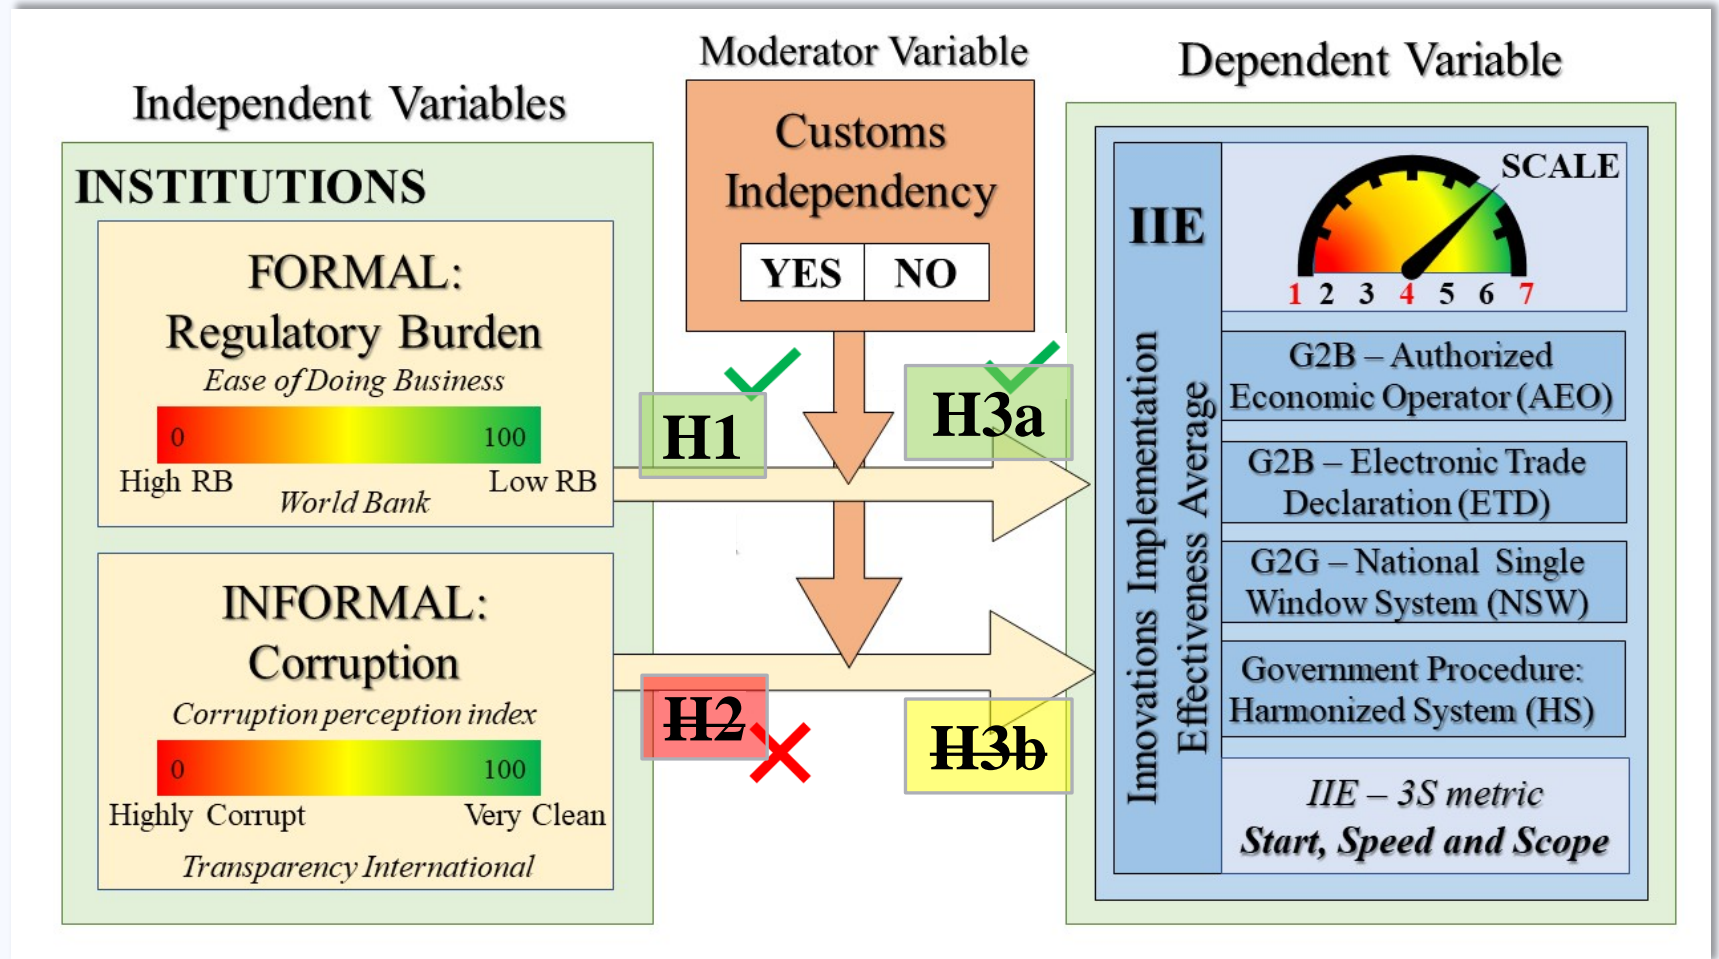 Independent Variables
INSTITUTIONS
FORMAL:
Regulatory Burden
Ease of Doing Business
0 100
High RB Low RB
World Bank
INFORMAL:
Corruption
Corruption perception index
0 100
Highly Corrupt Very Clean
Transparency International
Moderator Variable
Customs
Independency
YES NO
H1
H3a
H2
H3b
Dependent Variable
IIE
Innovations Implementation
Effectiveness Average
SCALE
1 2 3 4 5 6 7
G2B – Authorized
Economic Operator (AEO)
G2B – Electronic Trade
Declaration (ETD)
G2G – National Single
Window System (NSW)
Government Procedure:
Harmonized System (HS)
IIE – 3S metric
Start, Speed and Scope